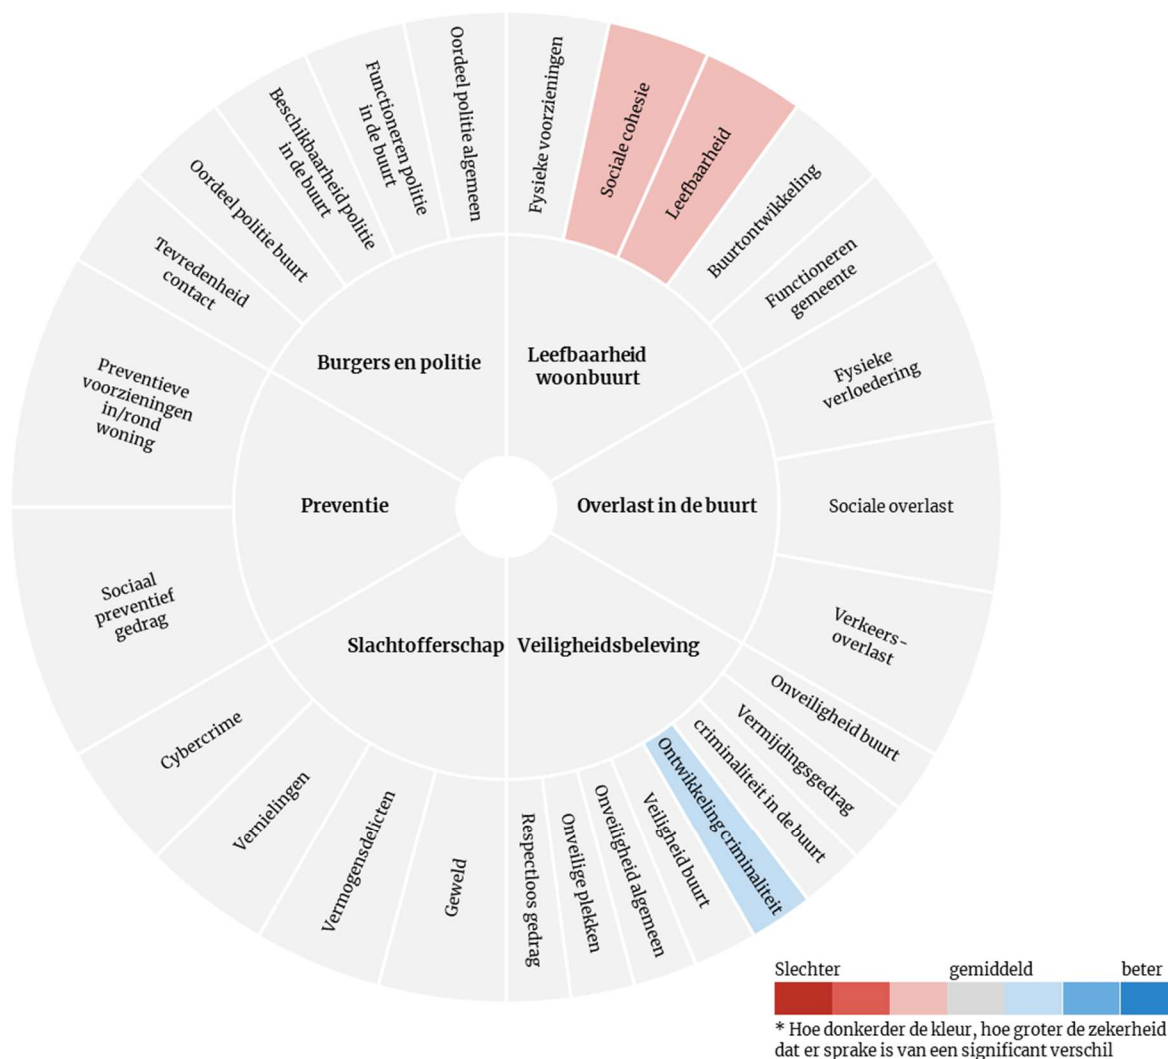 Fysieke voorzieningen
Sociale cohesie
Leefbaarheid
Buurtontwikkeling
Functioneren
gemeente
Fysieke
verloedering
Sociale overlast
Verkeers-
overlast
Onveiligheid buurt
Vermijdingsgedrag
criminaliteit in de buurt
Ontwikkeling criminaliteit
Veiligheid buurt
Onveiligheid algemeen
Onveilige plekken
Respectloos gedrag
Geweld
Vermogensdelicten
Vernielingen
Cybercrime
Sociaal
preventief
gedrag
Preventieve
voorzieningen
in/rond
woning
Tevredenheid
contact
Oordeel politie buurt
Beschikbaarheid politie
in de buurt
Functioneren politie
in de buurt
Oordeel politie algemeen
Burgers en politie
Leefbaarheid
woonbuurt
Preventie
Overlast in de buurt
Slachtofferschap
Veiligheidsbeleving
Slechter gemiddeld beter
* Hoe donkerder de kleur, hoe groter de zekerheid
dat er sprake is van een significant verschil